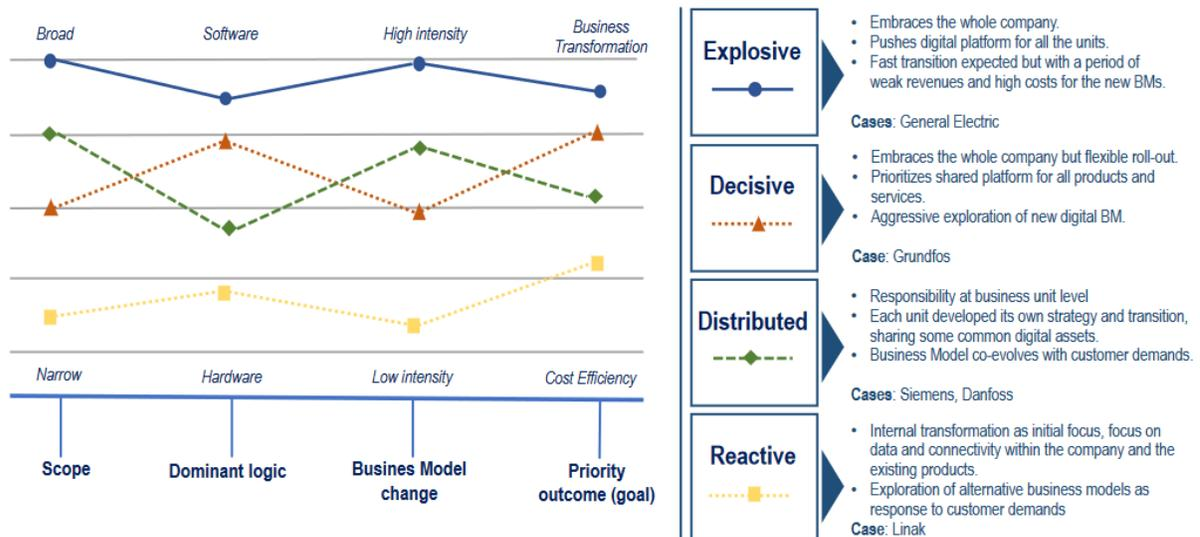 Broad
Software
High intensity
Business
Transformation
Narrow
Hardware
Low intensity
Cost Efficiency
Scope
Dominant logic
Busines Model
change
Priority
outcome (goal)
Explosive
• Embraces the whole company.
• Pushes digital platform for all the units.
• Fast transition expected but with a period of
weak revenues and high costs for the new BMs.
Cases: General Electric
Decisive
• Embraces the whole company but flexible roll-out.
• Prioritizes shared platform for all products and
services.
• Aggressive exploration of new digital BM.
Case: Grundfos
Distributed
• Responsibility at business unit level
• Each unit developed its own strategy and transition,
sharing some common digital assets.
• Business Model co-evolves with customer demands.
Cases: Siemens, Danfoss
Reactive
• Internal transformation as initial focus, focus on
data and connectivity within the company and the
existing products.
• Exploration of alternative business models as
response to customer demands
Case: Linak